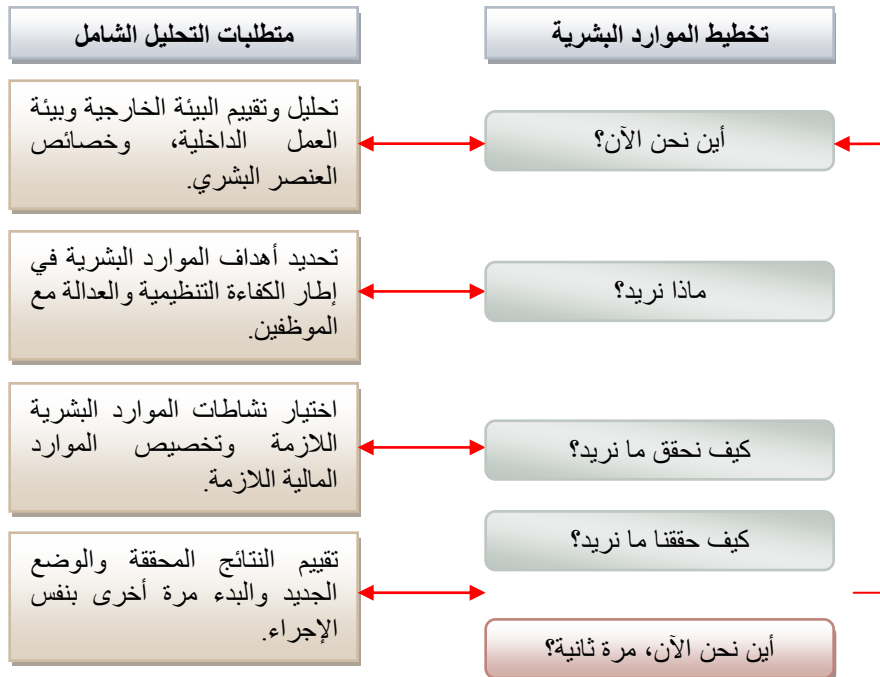 تخطيط الموارد البشرية
متطلبات التحليل الشامل
أين نحن الآن؟
تحليل وتقييم البيئة الخارجية وبيئة
العمل الداخلية، وخصائص
العنصر البشري.
ماذا نريد؟
تحديد أهداف الموارد البشرية في
إطار الكفاءة التنظيمية والعدالة مع
الموظفين.
كيف نحقق ما نريد؟
اختيار نشاطات الموارد البشرية
اللازمة وتخصيص الموارد
المالية اللازمة.
كيف حققنا ما نريد؟
أين نحن الآن، مرة ثانية؟
تقييم النتائج المحققة والوضع
الجديد والبدء مرة أخرى بنفس
الإجراء.